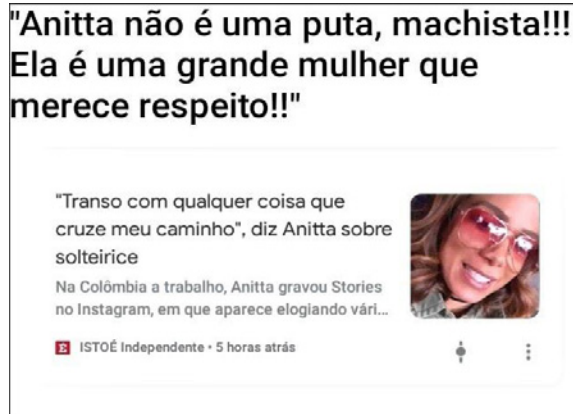 "Anitta não é uma puta, machista!!!
Ela é uma grande mulher que
merece respeito!!"
"Transo com qualquer coisa que
cruze meu caminho", diz Anitta sobre
solteirice
Na Colômbia a trabalho, Anitta gravou Stories
no Instagram, em que aparece elogiando vári...
E ISTOÉ Independente • 5 horas atrás